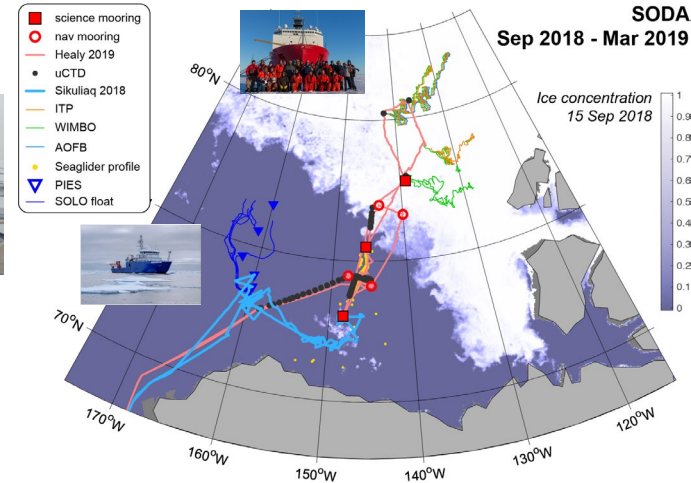 science mooring
nav mooring
Healy 2019
uCTD
Sikuliaq 2018
ITP
WIMBO
AOFB
Seaglider profile
PIES
SOLO float
SODA
Sep 2018 - Mar 2019
Ice concentration
15 Sep 2018
80°N
70°N
170°W
160°W
150°W
140°W
130°W
120°W
1
0.9
0.8
0.7
0.6
0.5
0.4
0.3
0.2
0.1
0